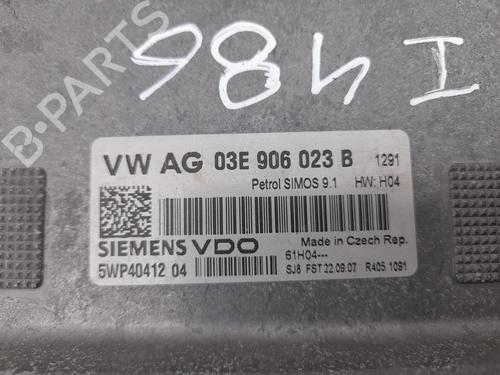 I486
B-PARTS
VW AG 03E 906 023 B 1291
Petrol SIMOS 9.1 HW: H04
SIEMENS VDO Made in Czech Rep.
5WP40412 04 61H04---
SJ8 FST 22.09.07 R405 1091